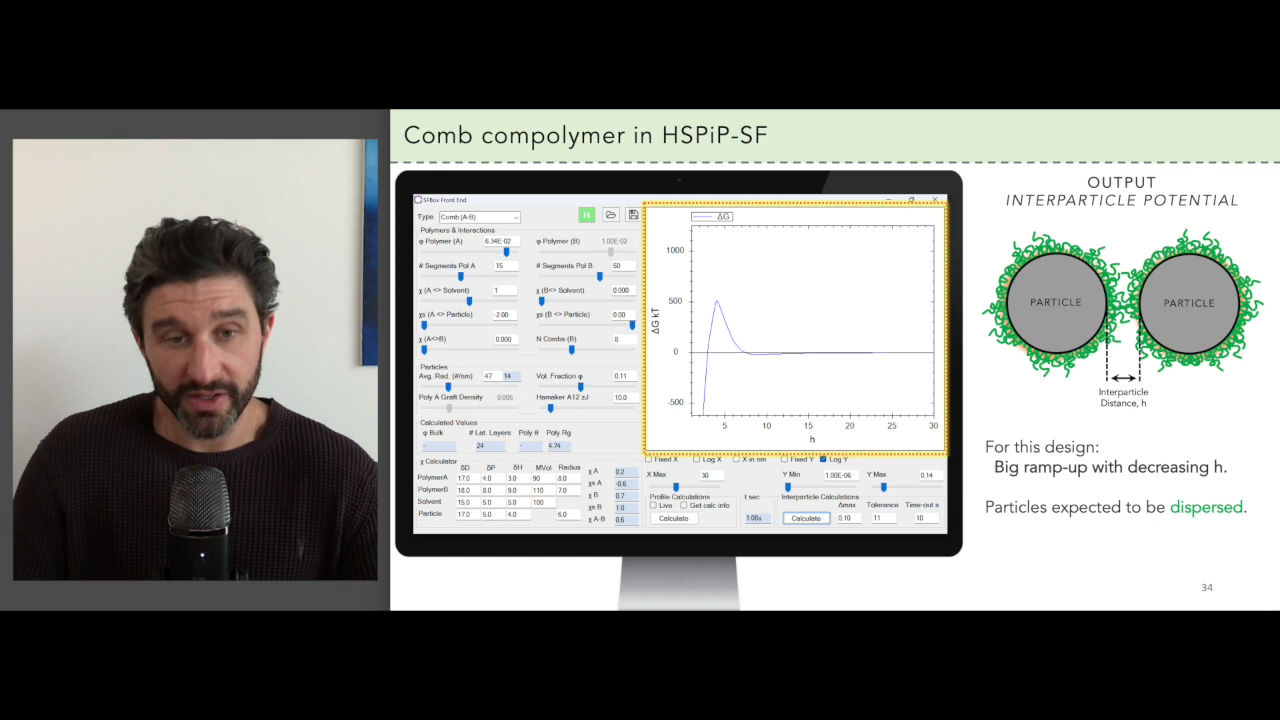 Comb compolymer in HSPiP-SF
SFBox Front End
Type Comb (A-B) H
Polymers & Interactions
φ Polymer (A) 6.34E-02 φ Polymer (B) 1.00E-02
# Segments Pol A 15 # Segments Pol B 50
χ (A <> Solvent) 1 χ (B<> Solvent) 0.000
χs (A <> Particle) -2.00 χs (B <> Particle) 0.00
χ (A<>B) 0.000 N Combs (B) 8
Particles
Avg. Rad. (#/nm) 47 14 Vol. Fraction φ 0.11
Poly A Graft Density 0.005 Hamaker A12 zJ 10.0
Calculated Values
φ Bulk # Lat. Layers Poly θ Poly Rg
- 24 - 4.74
χ Calculator
δD δP δH MVol Radius
PolymerA 17.0 4.0 3.0 90 8.0
PolymerB 18.0 8.0 9.0 110 7.0
Solvent 15.0 5.0 5.0 100
Particle 17.0 5.0 4.0 6.0
χ A 0.2
χs A -0.6
χ B 0.7
χs B 1.0
χ A-B 0.6
ΔG
ΔG kT
1000
500
0
-500
5 10 15 20 25 30
h
Fixed X Log X X in nm Fixed Y Log Y
X Max 30 Y Min 1.00E-06 Y Max 0.14
Profile Calculations t sec Interparticle Calculations
Live Get calc info Δmax Tolerance Time-out s
Calculate 1.08s Calculate 0.10 11 10
OUTPUT
INTERPARTICLE POTENTIAL
PARTICLE PARTICLE
Interparticle
Distance, h
For this design:
Big ramp-up with decreasing h.
Particles expected to be dispersed.
34